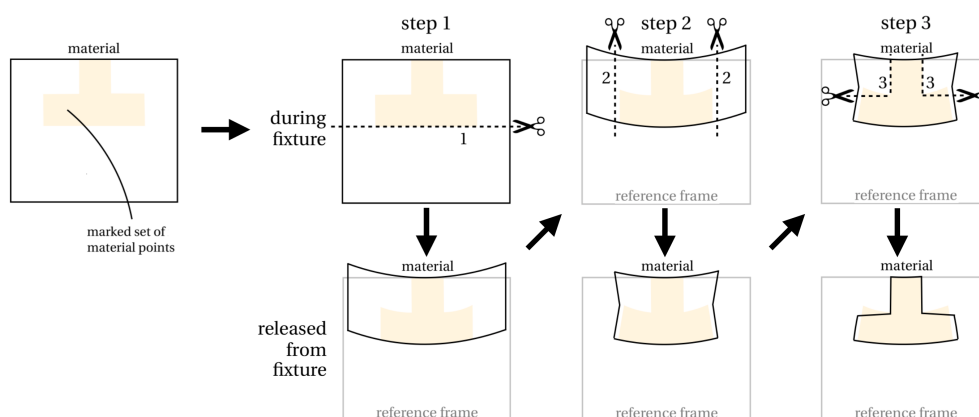 step 1
step 2
step 3
material
material
material
material
2
2
3
3
during
fixture
1
marked set of
material points
reference frame
reference frame
material
material
material
released
from
fixture
reference frame
reference frame
reference frame